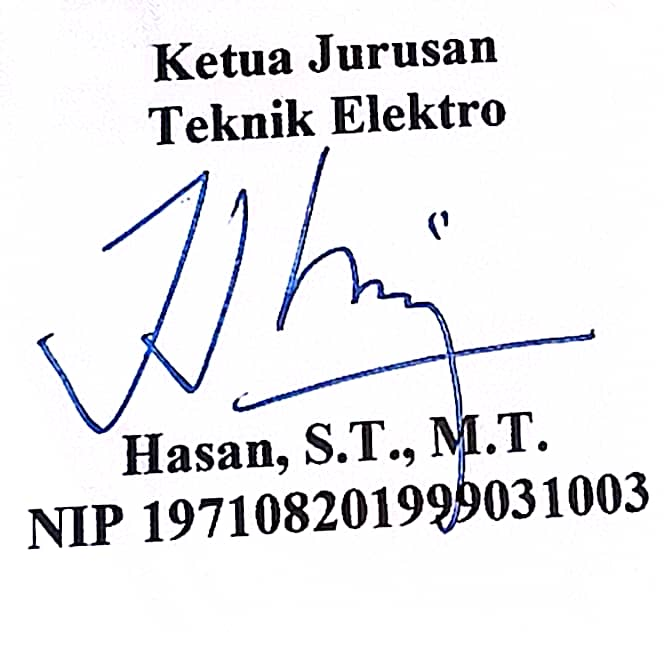 Ketua Jurusan
Teknik Elektro
Hasan, S.T., M.T.
NIP 197108201999031003